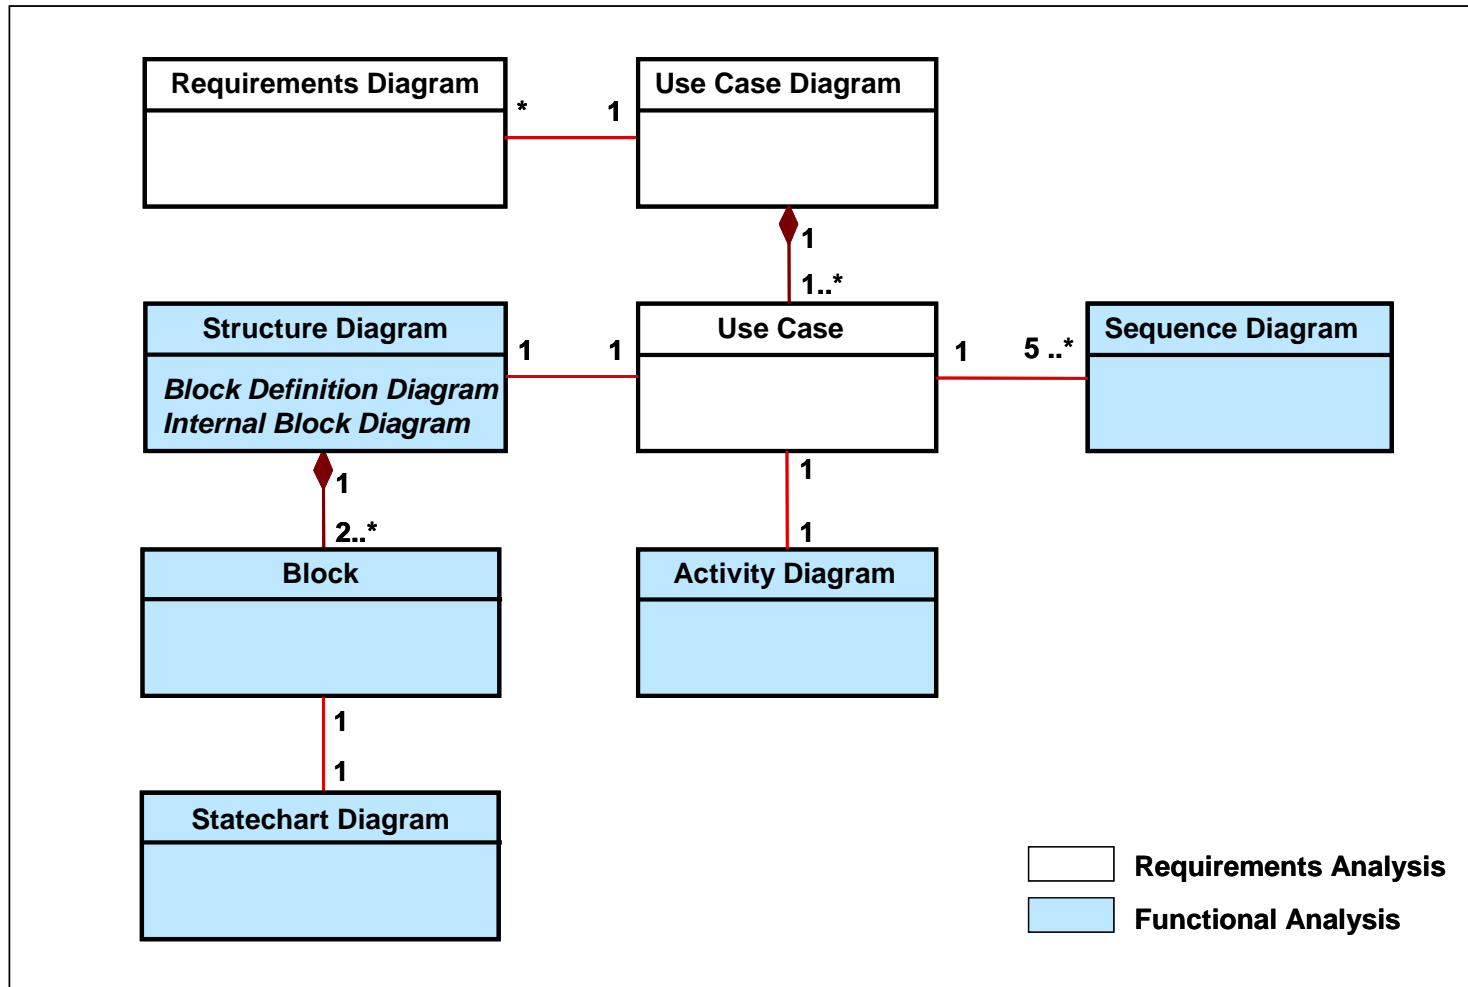 Requirements Diagram
Use Case Diagram
* 1
1
1..*
Structure Diagram
Block Definition Diagram
Internal Block Diagram
1 1
Use Case
1 5 ..*
Sequence Diagram
1
2..*
1
1
Block
Activity Diagram
1
1
Statechart Diagram
Requirements Analysis
Functional Analysis